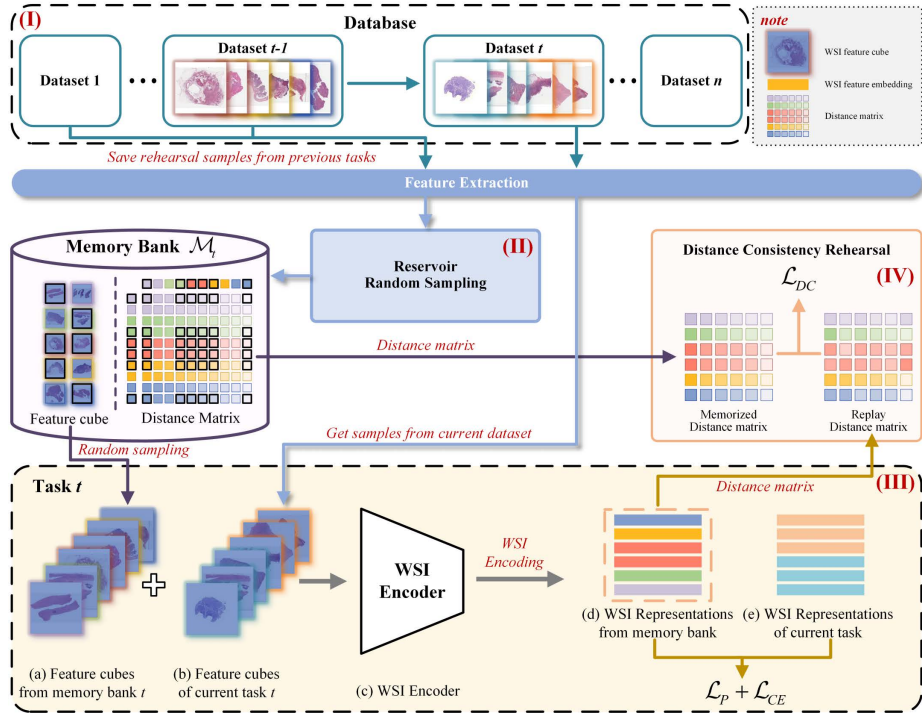 (I)
Database
Dataset 1
Dataset t-1
Dataset t
Dataset n
note
WSI feature cube
WSI feature embedding
Distance matrix
Save rehearsal samples from previous tasks
Feature Extraction
Memory Bank ℳ_t
Feature cube
Distance Matrix
(II)
Reservoir
Random Sampling
Distance matrix
Distance Consistency Rehearsal
(IV)
ℒ_DC
Memorized
Distance matrix
Replay
Distance matrix
Get samples from current dataset
Random sampling
Task t
(III)
Distance matrix
WSI
Encoder
WSI
Encoding
(a) Feature cubes
from memory bank t
(b) Feature cubes
of current task t
(c) WSI Encoder
(d) WSI Representations
from memory bank
(e) WSI Representations
of current task
ℒ_P + ℒ_CE